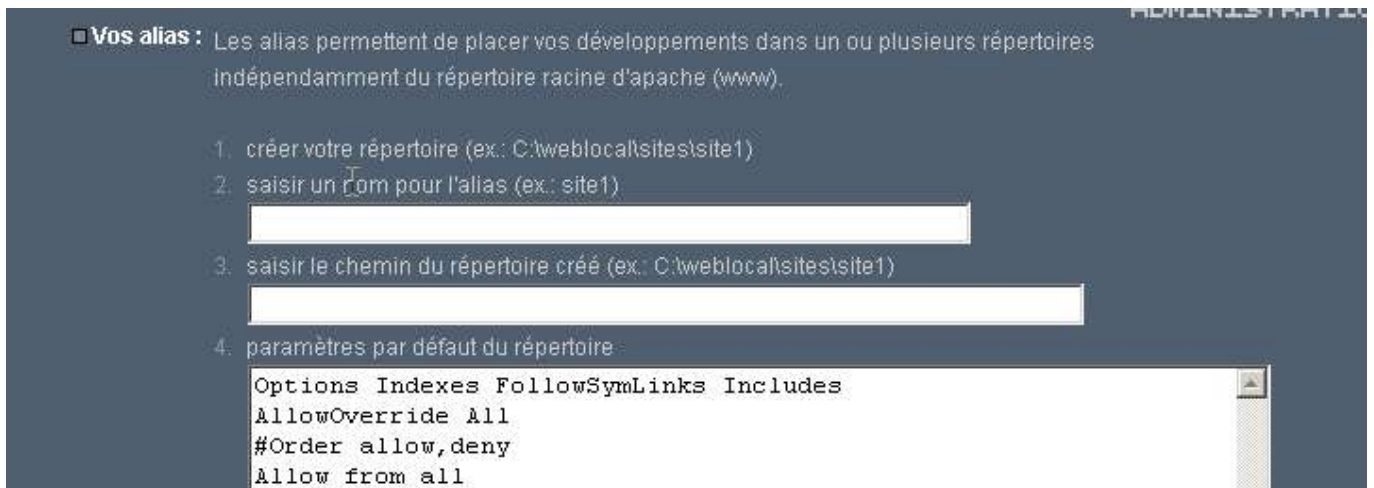 ADMINISTRATIO
Vos alias : Les alias permettent de placer vos développements dans un ou plusieurs répertoires
indépendamment du répertoire racine d'apache (www).
1. créer votre répertoire (ex.: C:\weblocal\sites\site1)
2. saisir un nom pour l'alias (ex.: site1)
3. saisir le chemin du répertoire créé (ex.: C:\weblocal\sites\site1)
4. paramètres par défaut du répertoire
Options Indexes FollowSymLinks Includes
AllowOverride All
#Order allow,deny
Allow from all